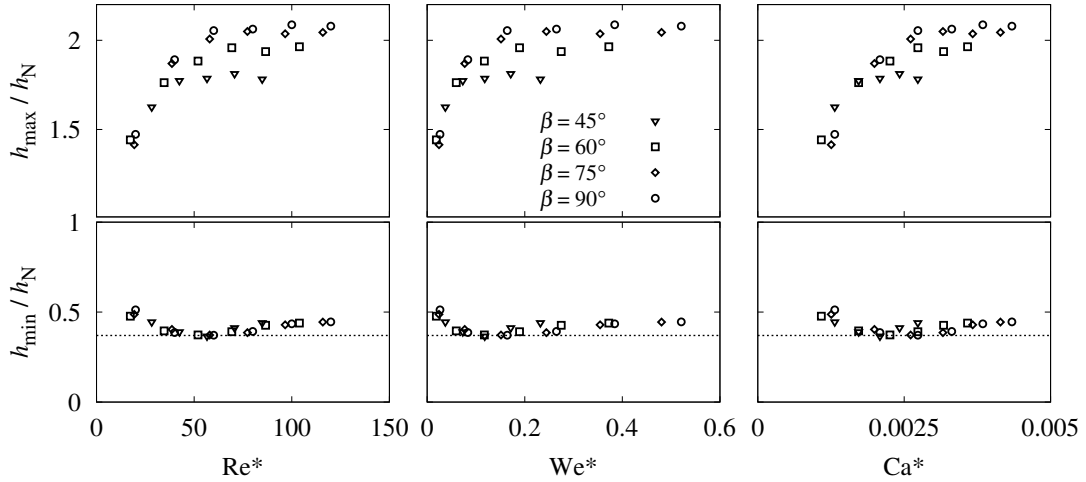 2
1.5
1
h_max / h_N
β = 45°
β = 60°
β = 75°
β = 90°
0.5
0
h_min / h_N
0 50 100 150
0 0.2 0.4 0.6
0 0.0025 0.005
Re* We* Ca*